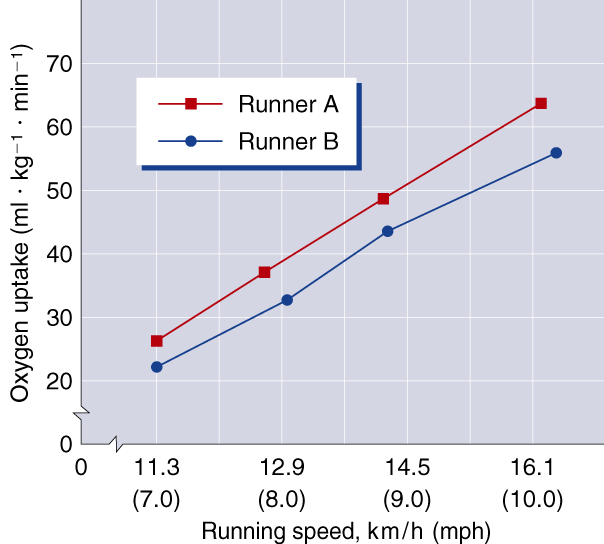 Oxygen uptake (ml · kg⁻¹ · min⁻¹)
70
60
50
40
30
20
0
Runner A
Runner B
0 11.3 12.9 14.5 16.1
(7.0) (8.0) (9.0) (10.0)
Running speed, km/h (mph)